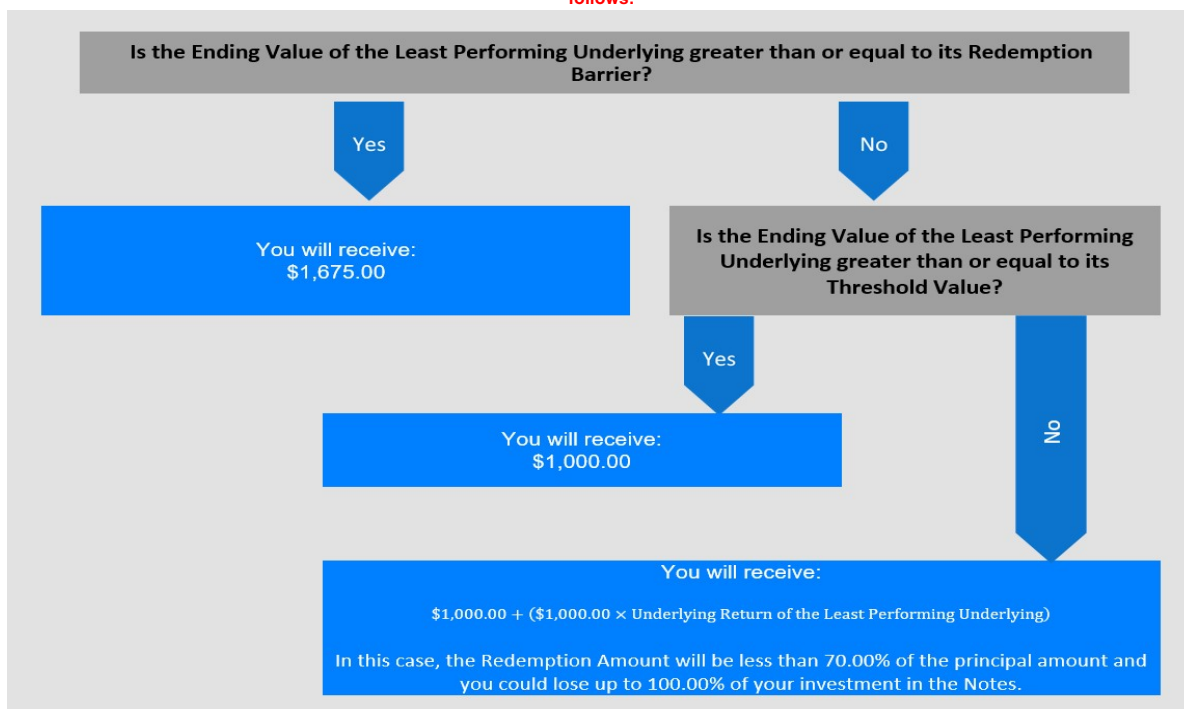 follows:
Is the Ending Value of the Least Performing Underlying greater than or equal to its Redemption
Barrier?
Yes
No
You will receive:
$1,675.00
Is the Ending Value of the Least Performing
Underlying greater than or equal to its
Threshold Value?
Yes
No
You will receive:
$1,000.00
You will receive:
$1,000.00 + ($1,000.00 × Underlying Return of the Least Performing Underlying)
In this case, the Redemption Amount will be less than 70.00% of the principal amount and
you could lose up to 100.00% of your investment in the Notes.